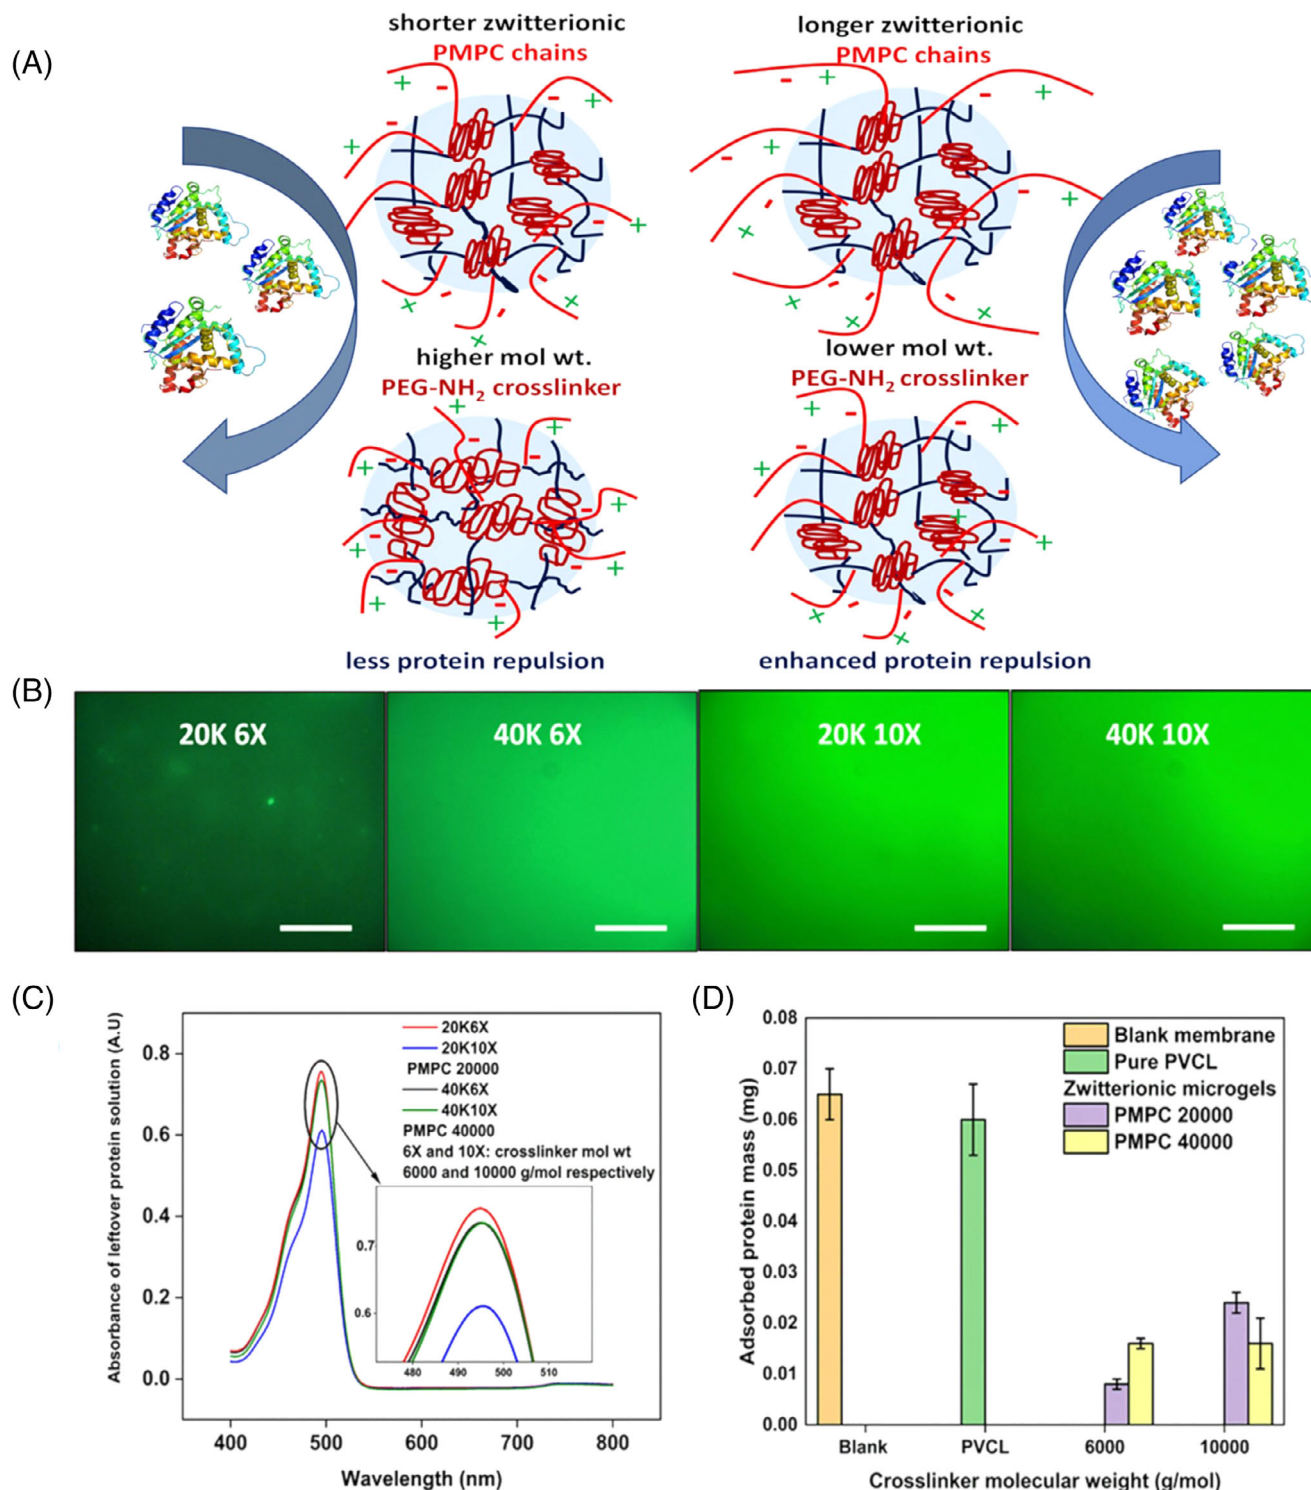 (A)
shorter zwitterionic
PMPC chains
longer zwitterionic
PMPC chains
higher mol wt.
PEG-NH₂ crosslinker
lower mol wt.
PEG-NH₂ crosslinker
less protein repulsion
enhanced protein repulsion
(B)
20K 6X
40K 6X
20K 10X
40K 10X
(C)
Absorbance of leftover protein solution (A.U)
0.8
0.6
0.4
0.2
0.0
20K6X
20K10X
PMPC 20000
40K6X
40K10X
PMPC 40000
6X and 10X: crosslinker mol wt
6000 and 10000 g/mol respectively
0.7
0.6
480 490 500 510
400 500 600 700 800
Wavelength (nm)
(D)
Adsorbed protein mass (mg)
0.08
0.07
0.06
0.05
0.04
0.03
0.02
0.01
0.00
Blank membrane
Pure PVCL
Zwitterionic microgels
PMPC 20000
PMPC 40000
Blank PVCL 6000 10000
Crosslinker molecular weight (g/mol)